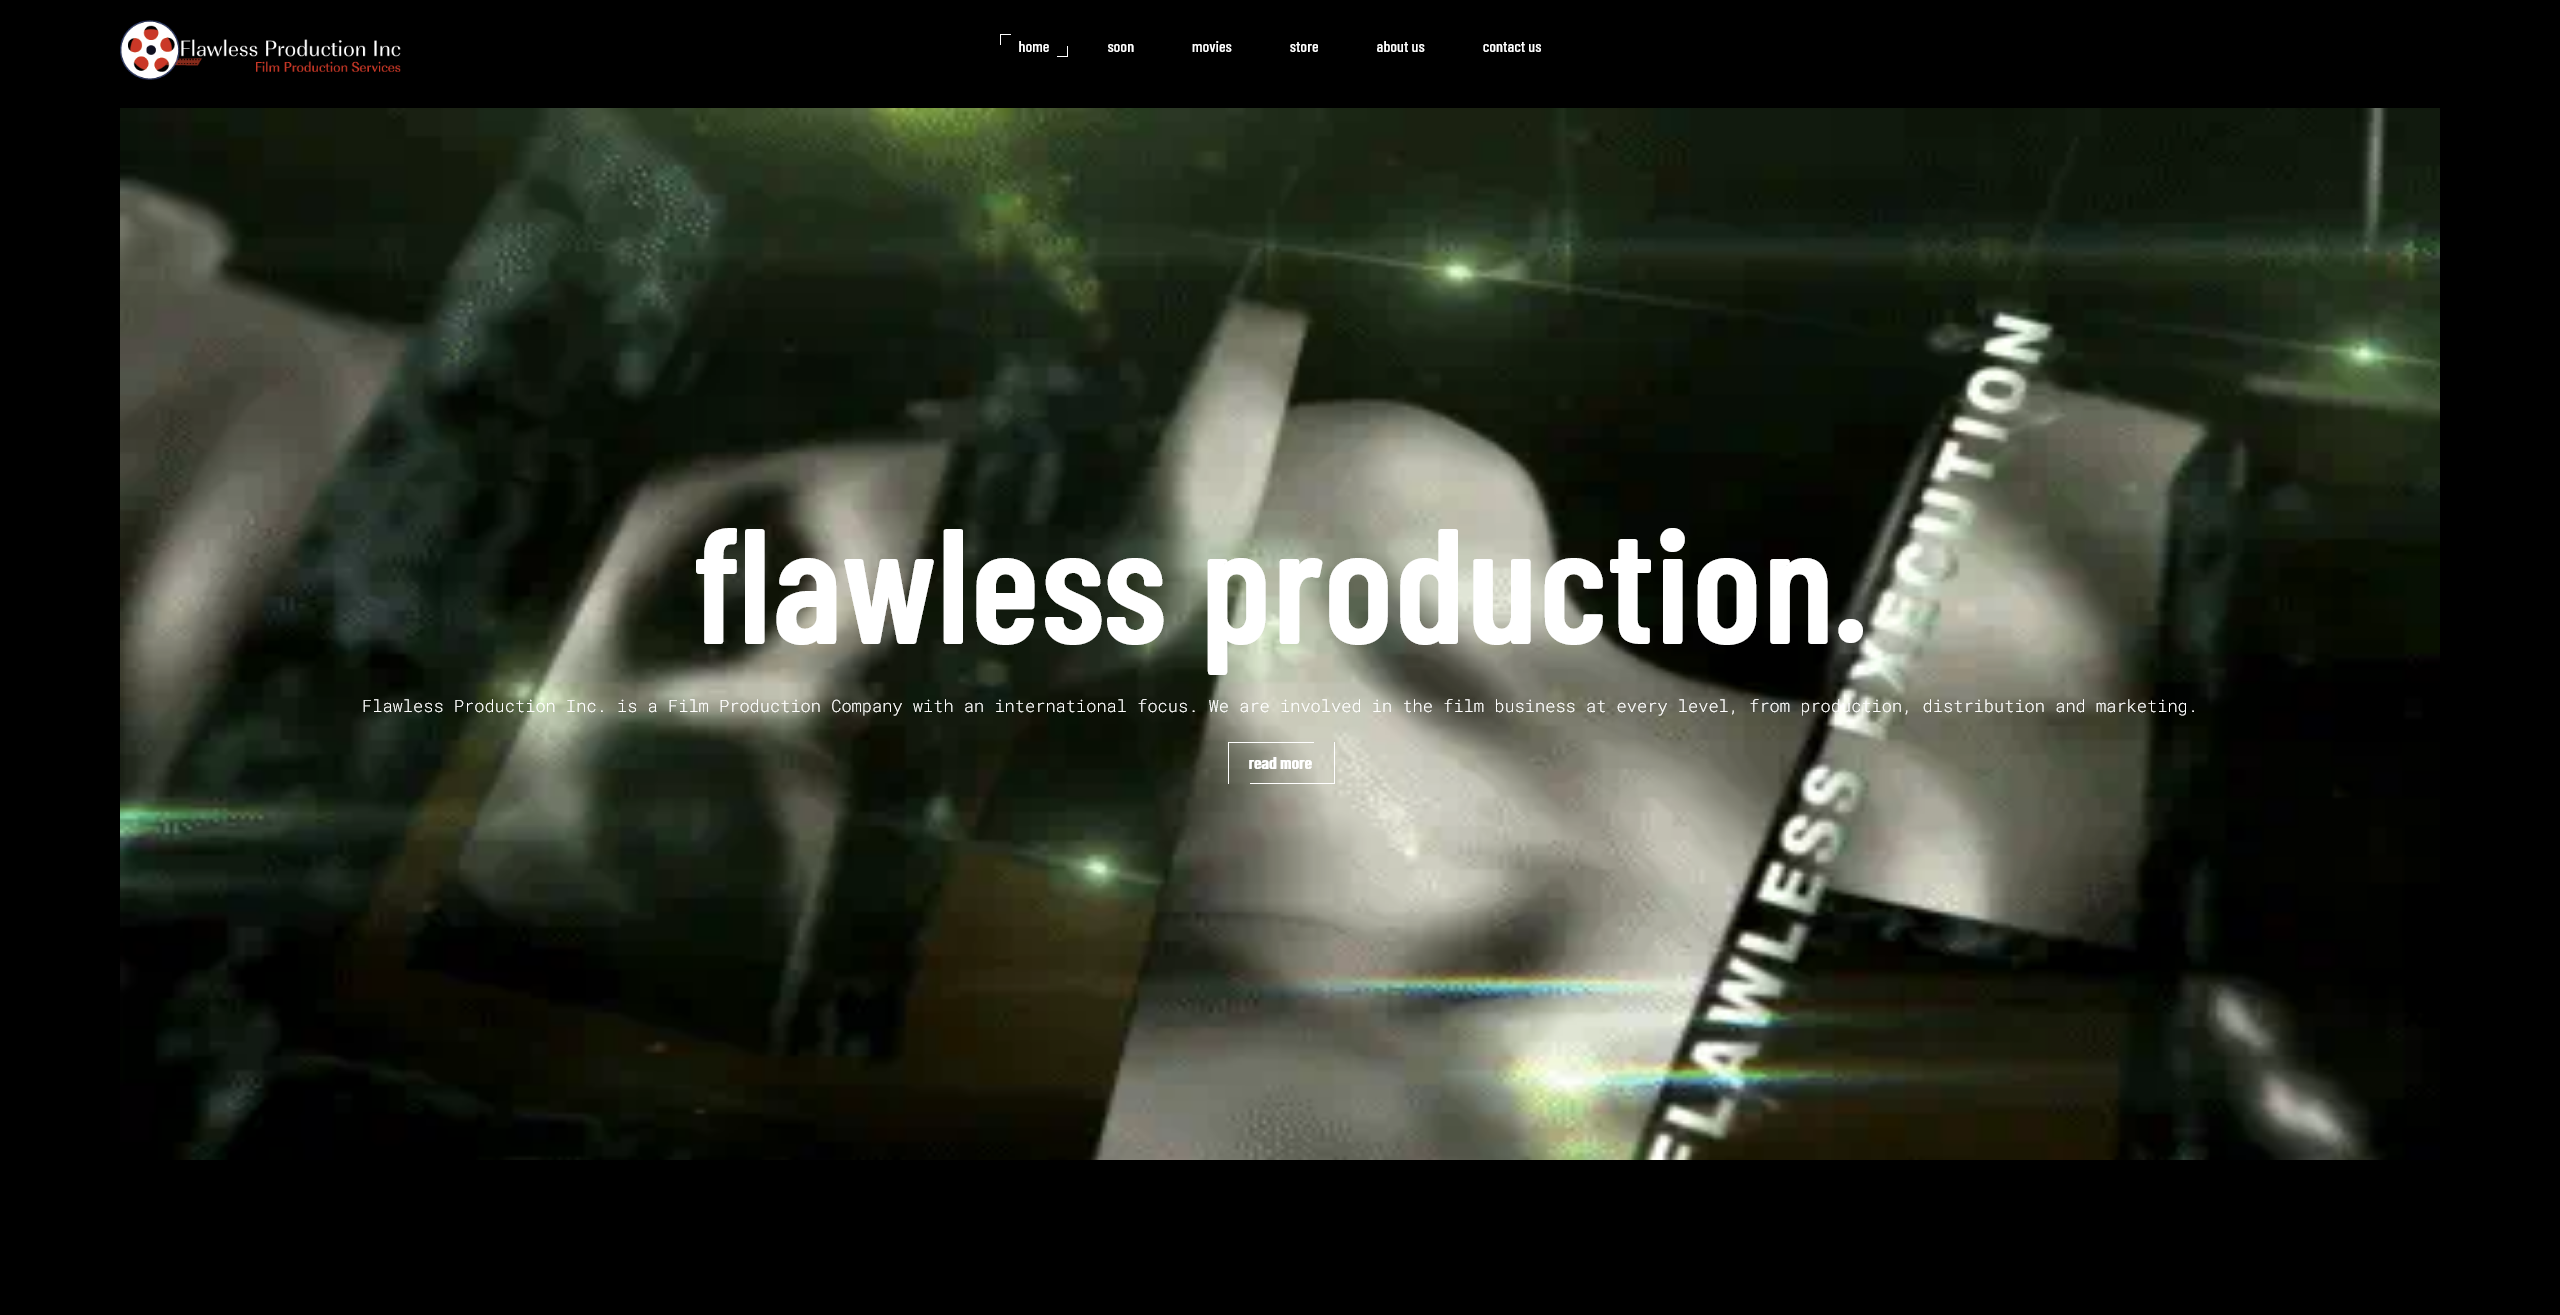 Flawless Production Inc
Film Production Services
home
soon
movies
store
about us
contact us
flawless production.
Flawless Production Inc. is a Film Production Company with an international focus. We are involved in the film business at every level, from production, distribution and marketing.
read more
FLAWLESS EXECUTION